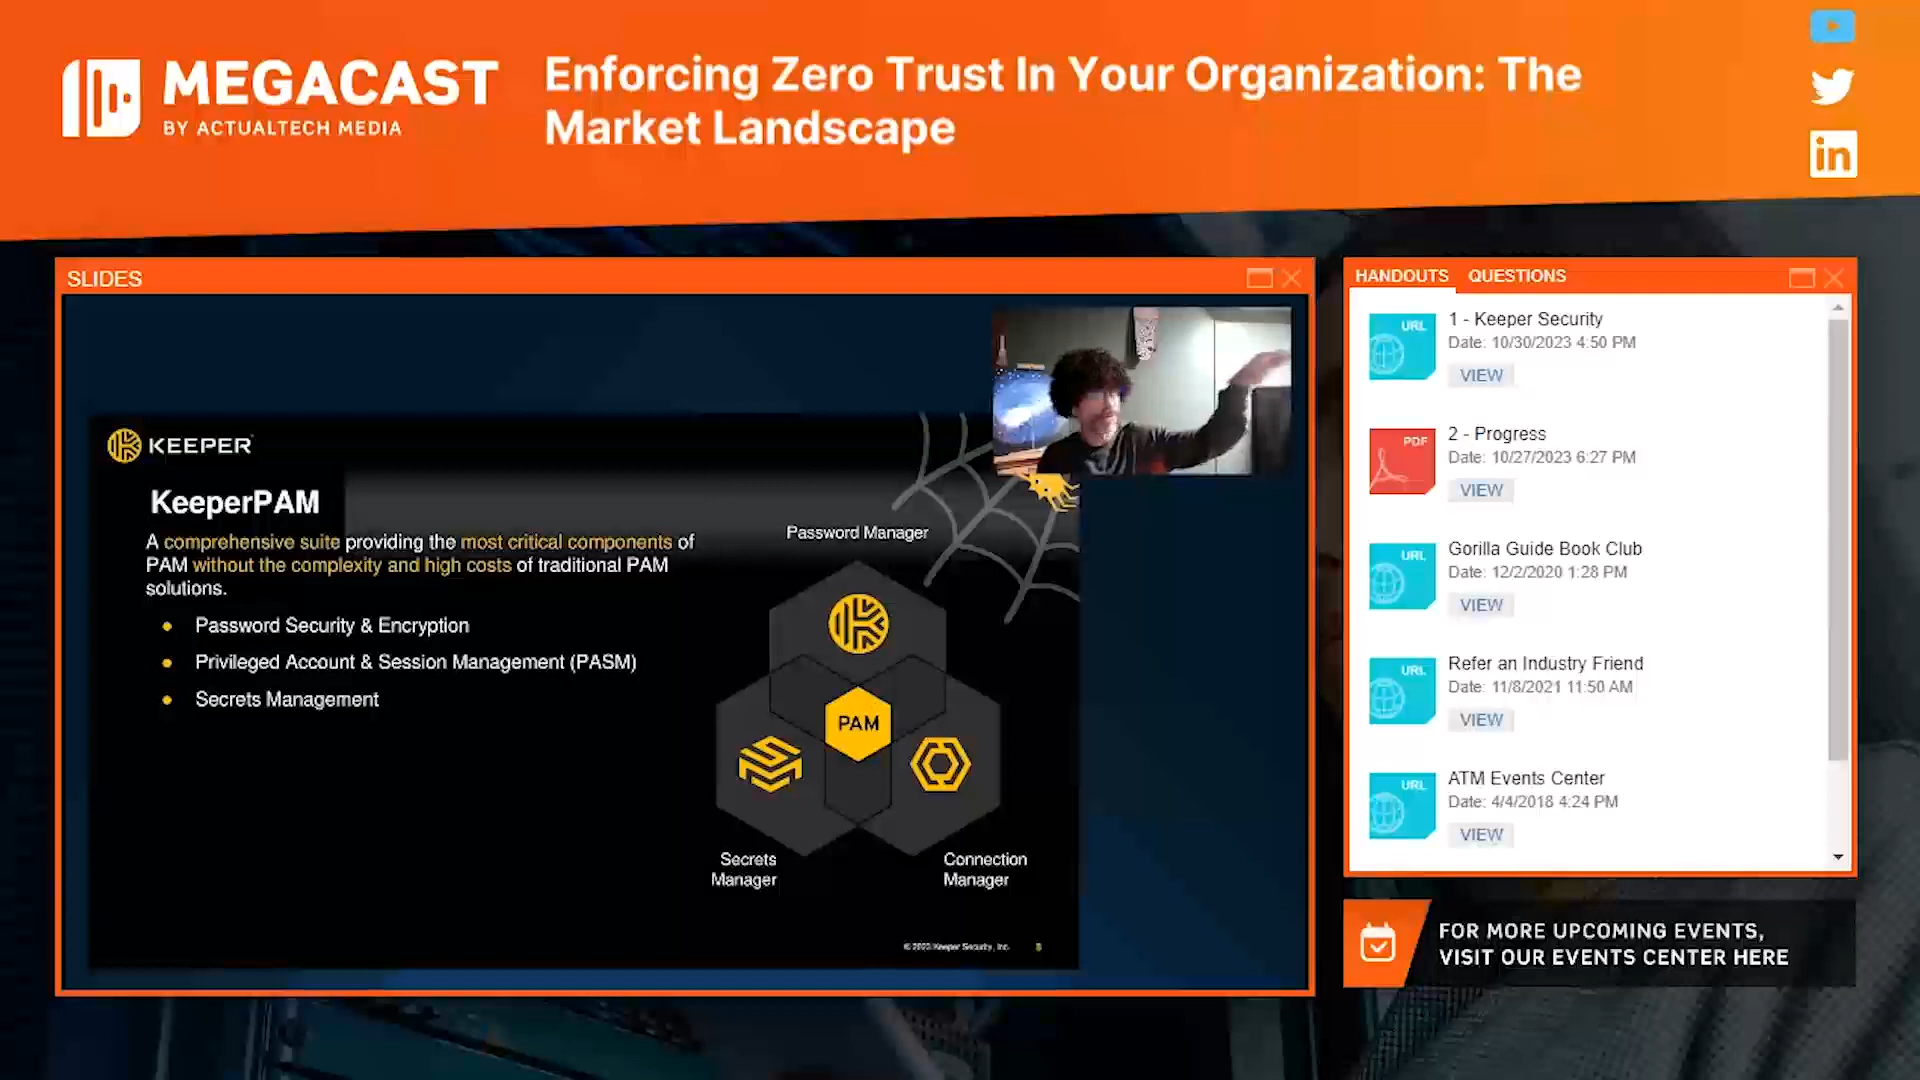 MEGACAST
BY ACTUALTECH MEDIA
Enforcing Zero Trust In Your Organization: The
Market Landscape
in
SLIDES
KEEPER
KeeperPAM
A comprehensive suite providing the most critical components of
PAM without the complexity and high costs of traditional PAM
solutions.
• Password Security & Encryption
• Privileged Account & Session Management (PASM)
• Secrets Management
Password Manager
PAM
Secrets
Manager
Connection
Manager
© 2023 Keeper Security, Inc.
HANDOUTS QUESTIONS
URL
1 - Keeper Security
Date: 10/30/2023 4:50 PM
VIEW
PDF
2 - Progress
Date: 10/27/2023 6:27 PM
VIEW
URL
Gorilla Guide Book Club
Date: 12/2/2020 1:28 PM
VIEW
URL
Refer an Industry Friend
Date: 11/8/2021 11:50 AM
VIEW
URL
ATM Events Center
Date: 4/4/2018 4:24 PM
VIEW
FOR MORE UPCOMING EVENTS,
VISIT OUR EVENTS CENTER HERE